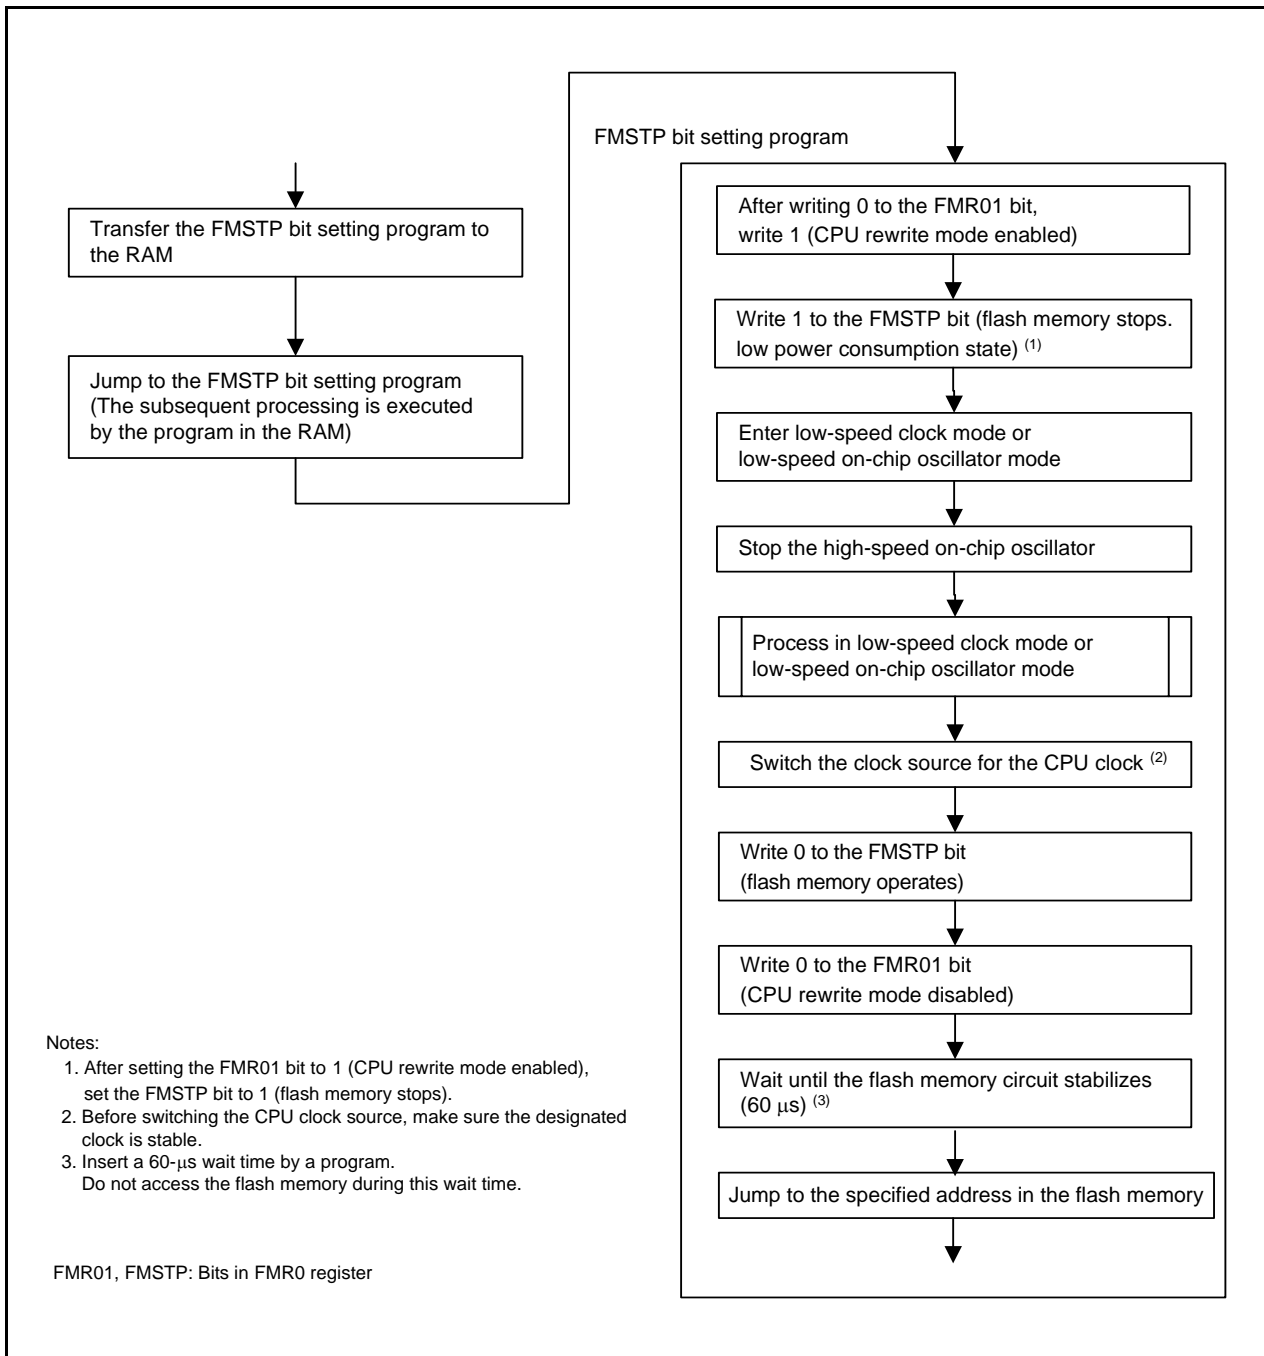 Transfer the FMSTP bit setting program to
the RAM
Jump to the FMSTP bit setting program
(The subsequent processing is executed
by the program in the RAM)
FMSTP bit setting program
After writing 0 to the FMR01 bit,
write 1 (CPU rewrite mode enabled)
Write 1 to the FMSTP bit (flash memory stops.
low power consumption state) (1)
Enter low-speed clock mode or
low-speed on-chip oscillator mode
Stop the high-speed on-chip oscillator
Process in low-speed clock mode or
low-speed on-chip oscillator mode
Switch the clock source for the CPU clock (2)
Write 0 to the FMSTP bit
(flash memory operates)
Write 0 to the FMR01 bit
(CPU rewrite mode disabled)
Wait until the flash memory circuit stabilizes
(60 μs) (3)
Jump to the specified address in the flash memory
Notes:
1. After setting the FMR01 bit to 1 (CPU rewrite mode enabled),
set the FMSTP bit to 1 (flash memory stops).
2. Before switching the CPU clock source, make sure the designated
clock is stable.
3. Insert a 60-μs wait time by a program.
Do not access the flash memory during this wait time.
FMR01, FMSTP: Bits in FMR0 register